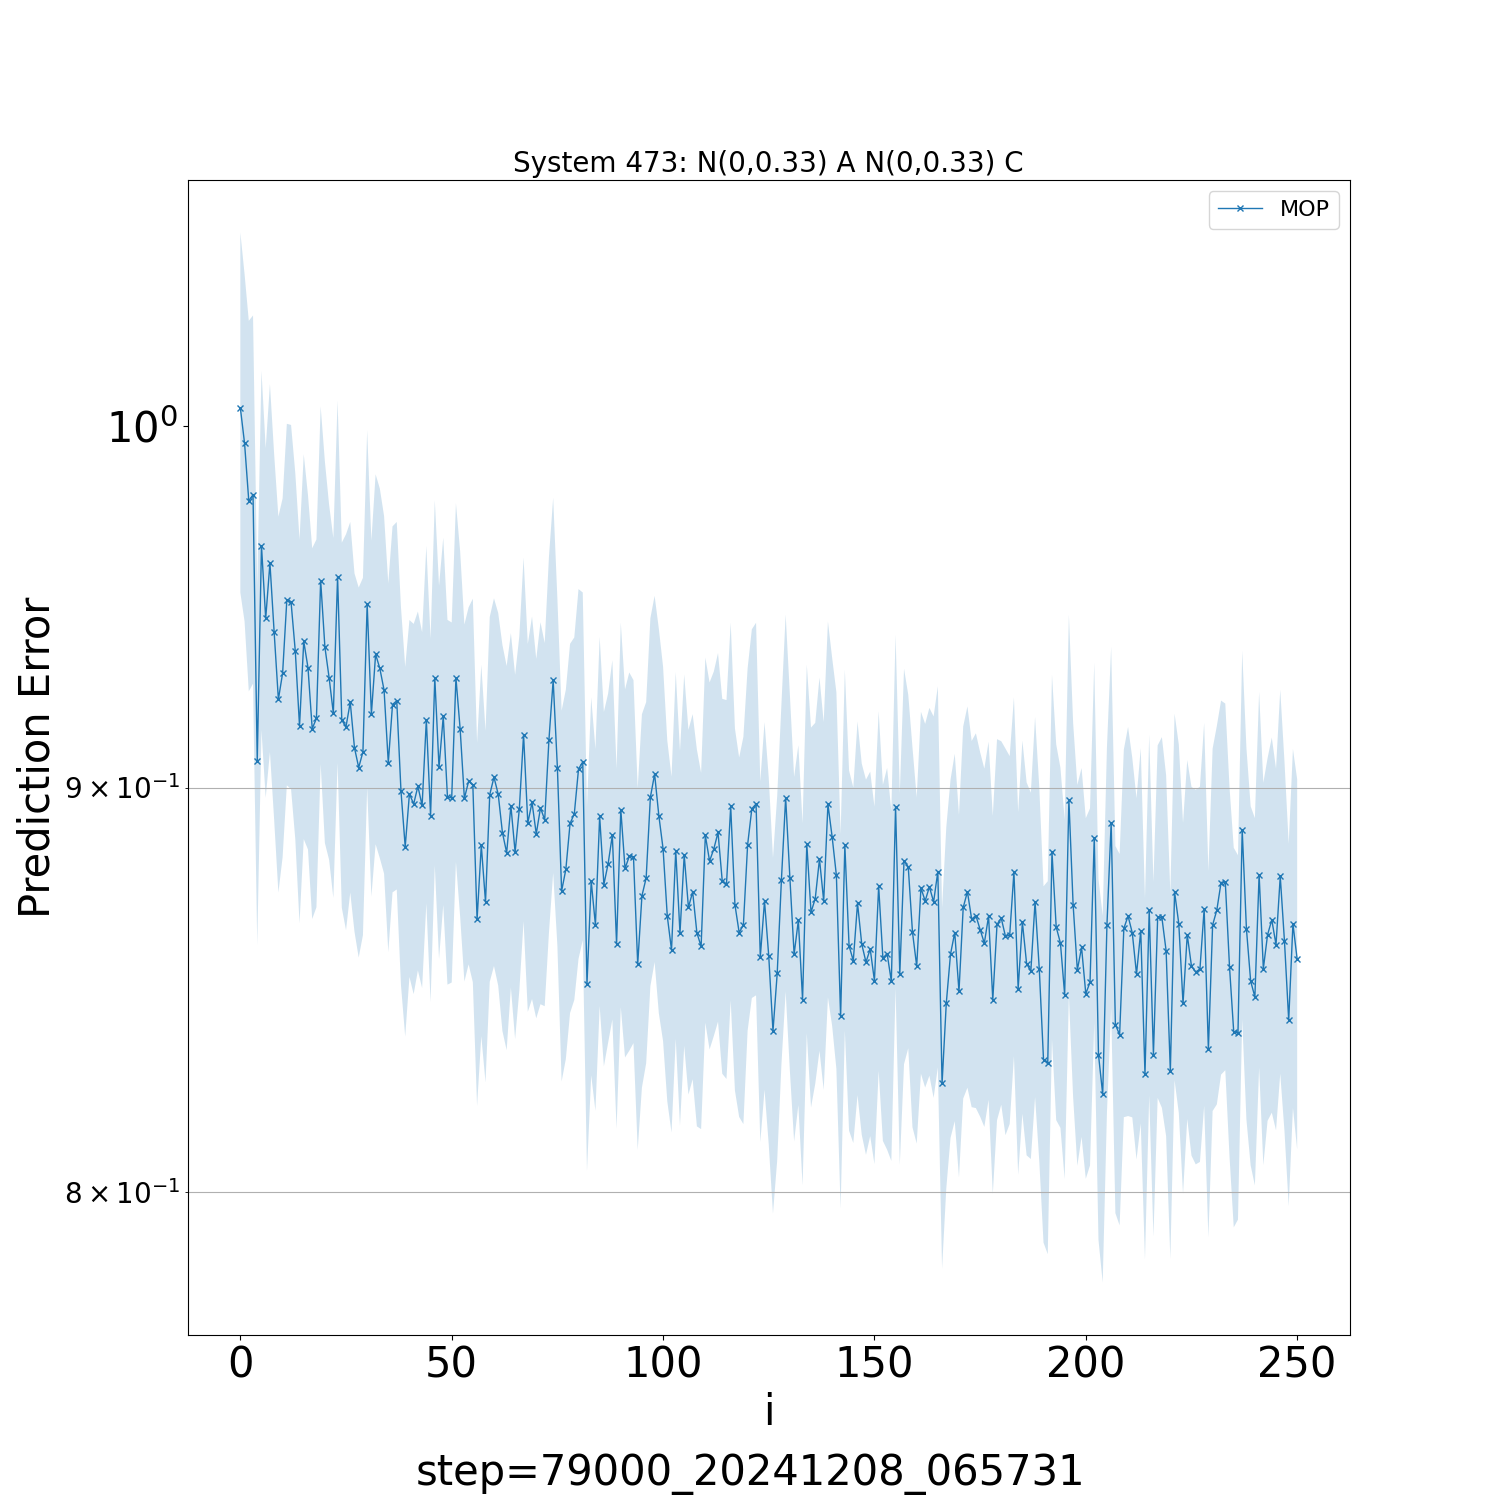 System 473: N(0,0.33) A N(0,0.33) C
MOP
Prediction Error
10⁰
9 × 10⁻¹
8 × 10⁻¹
0 50 100 150 200 250
i
step=79000_20241208_065731